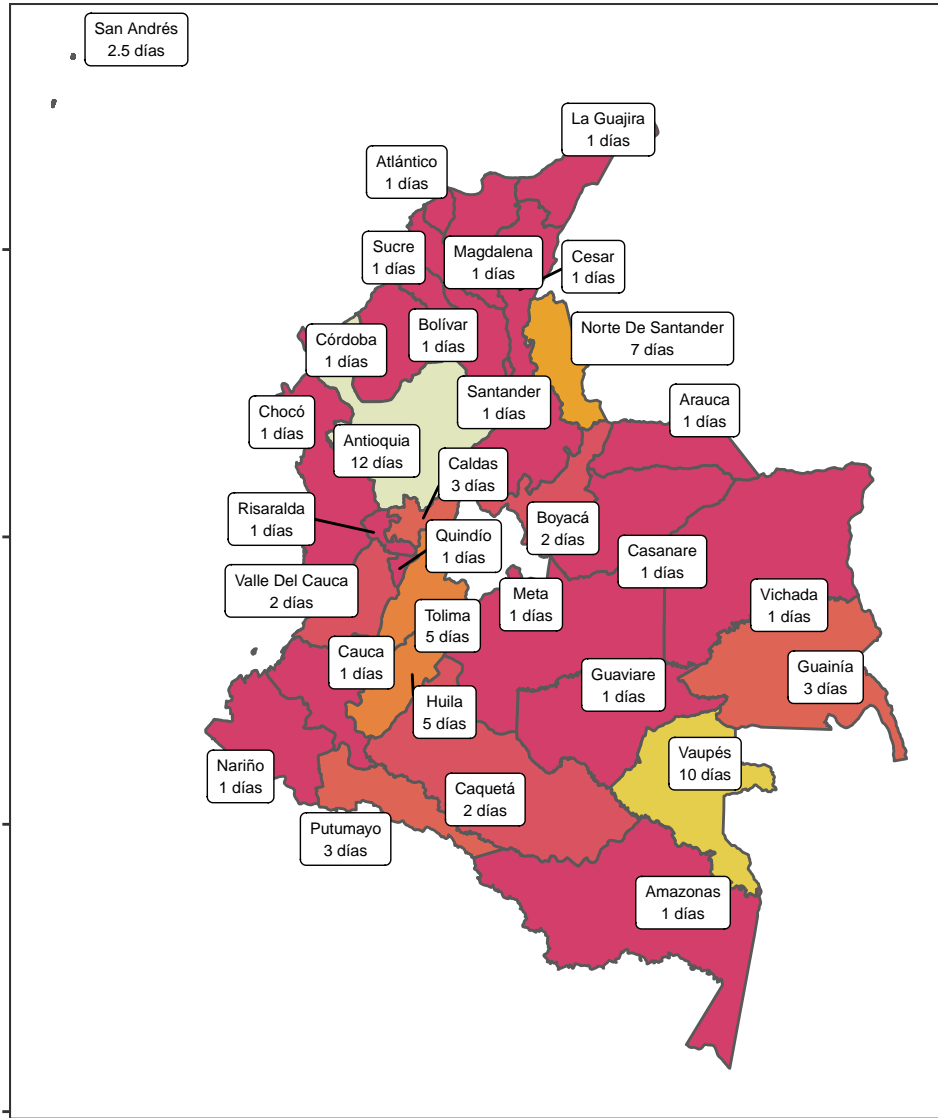 San Andrés
2.5 días
La Guajira
1 días
Atlántico
1 días
Sucre
1 días
Magdalena
1 días
Cesar
1 días
Córdoba
1 días
Bolívar
1 días
Norte De Santander
7 días
Chocó
1 días
Santander
1 días
Arauca
1 días
Antioquia
12 días
Caldas
3 días
Risaralda
1 días
Quindío
1 días
Boyacá
2 días
Casanare
1 días
Valle Del Cauca
2 días
Tolima
5 días
Meta
1 días
Vichada
1 días
Cauca
1 días
Huila
5 días
Guaviare
1 días
Guainía
3 días
Nariño
1 días
Caquetá
2 días
Vaupés
10 días
Putumayo
3 días
Amazonas
1 días